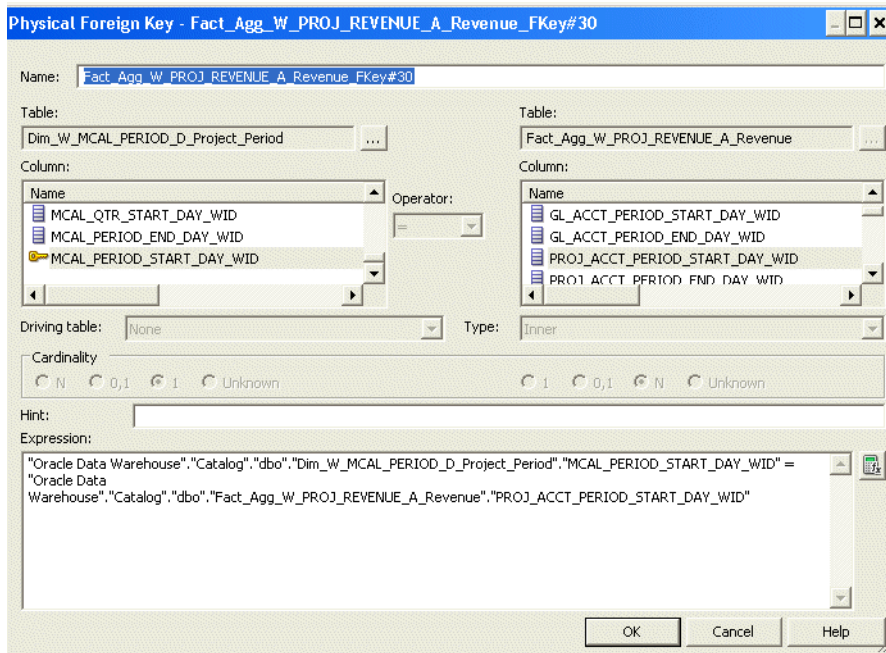 Physical Foreign Key - Fact_Agg_W_PROJ_REVENUE_A_Revenue_FKey#30
Name: Fact_Agg_W_PROJ_REVENUE_A_Revenue_FKey#30
Table: Table:
Dim_W_MCAL_PERIOD_D_Project_Period ... Fact_Agg_W_PROJ_REVENUE_A_Revenue ...
Column: Column:
Name Operator: Name
MCAL_QTR_START_DAY_WID = GL_ACCT_PERIOD_START_DAY_WID
MCAL_PERIOD_END_DAY_WID GL_ACCT_PERIOD_END_DAY_WID
MCAL_PERIOD_START_DAY_WID PROJ_ACCT_PERIOD_START_DAY_WID
PROJ_ACCT_PERIOD_END_DAY_WID
Driving table: None Type: Inner
Cardinality
N 0,1 1 Unknown 1 0,1 N Unknown
Hint:
Expression:
"Oracle Data Warehouse"."Catalog"."dbo"."Dim_W_MCAL_PERIOD_D_Project_Period"."MCAL_PERIOD_START_DAY_WID" =
"Oracle Data
Warehouse"."Catalog"."dbo"."Fact_Agg_W_PROJ_REVENUE_A_Revenue"."PROJ_ACCT_PERIOD_START_DAY_WID"
OK Cancel Help